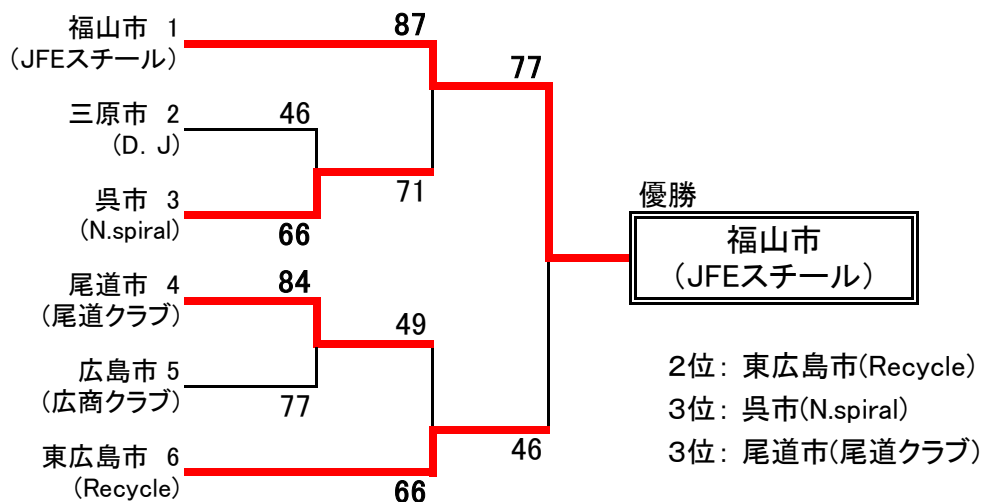 福山市 1
(JFEスチール)
87
77
三原市 2
(D. J)
46
呉市 3
(N.spiral)
66
71
尾道市 4
(尾道クラブ)
84
49
広島市 5
(広商クラブ)
77
東広島市 6
(Recycle)
66
46
優勝
福山市
(JFEスチール)
2位: 東広島市(Recycle)
3位: 呉市(N.spiral)
3位: 尾道市(尾道クラブ)